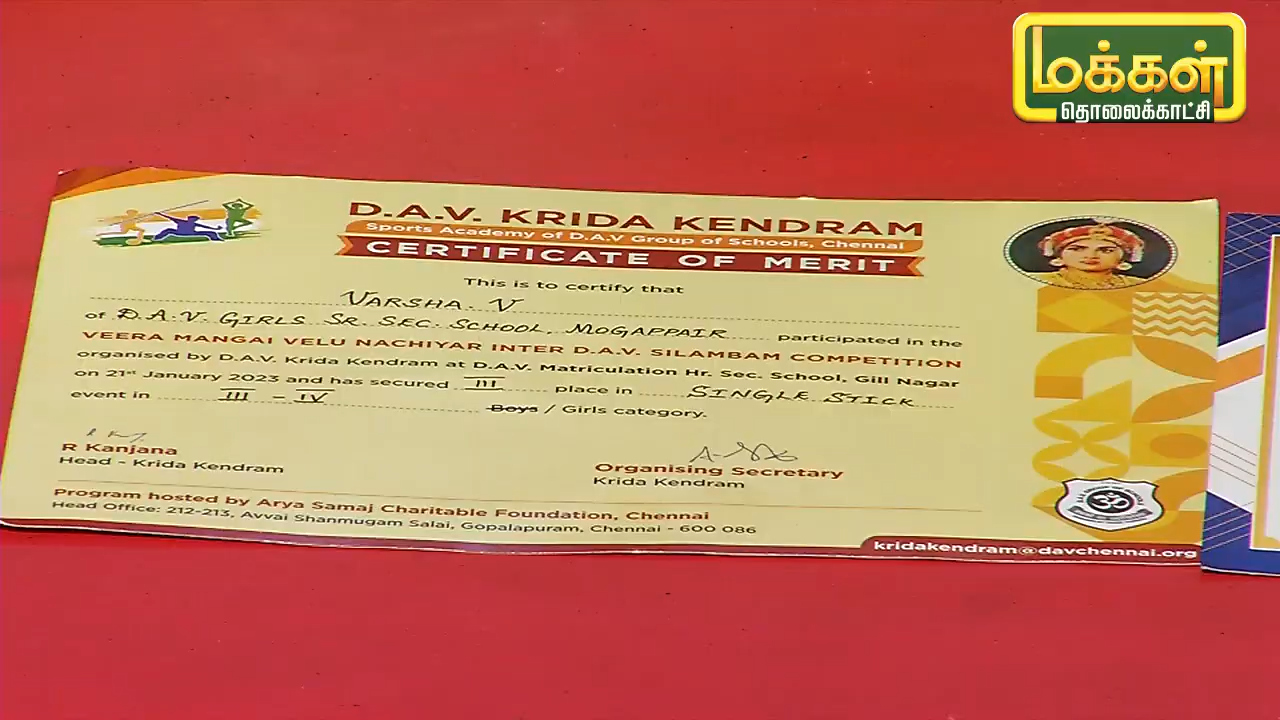 மக்கள்
தொலைக்காட்சி
D.A.V. KRIDA KENDRAM
Sports Academy of D.A.V Group of Schools, Chennai
CERTIFICATE OF MERIT
This is to certify that
VARSHA. V
of D.A.V. GIRLS SR. SEC. SCHOOL, MOGAPPAIR participated in the
VEERA MANGAI VELU NACHIYAR INTER D.A.V. SILAMBAM COMPETITION
organised by D.A.V. Krida Kendram at D.A.V. Matriculation Hr. Sec. School, Gill Nagar
on 21st January 2023 and has secured III place in SINGLE STICK
event in III - IV Boys / Girls category.
R Kanjana
Head - Krida Kendram
Organising Secretary
Krida Kendram
Program hosted by Arya Samaj Charitable Foundation, Chennai
Head Office: 212-213, Avvai Shanmugam Salai, Gopalapuram, Chennai - 600 086
kridakendram@davchennai.org
ॐ